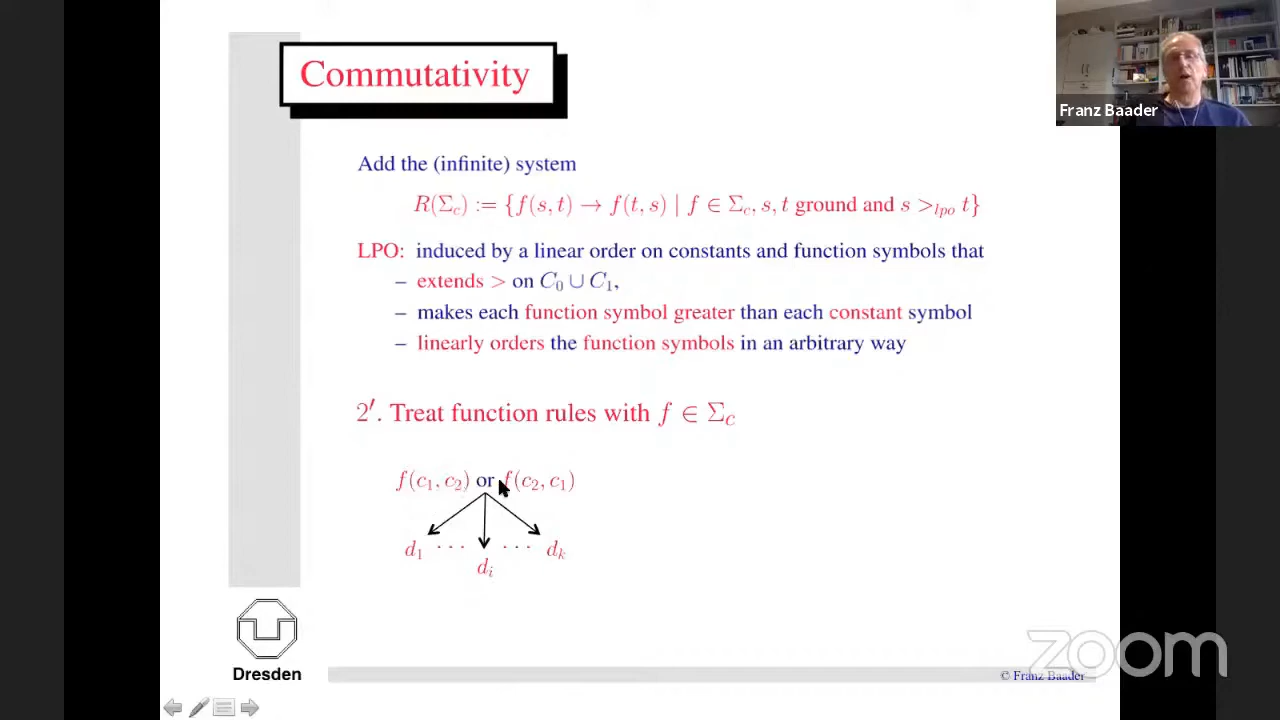 Commutativity
Franz Baader
Add the (infinite) system
R(Σ_c) := {f(s, t) → f(t, s) | f ∈ Σ_c, s, t ground and s >_{lpo} t}
LPO: induced by a linear order on constants and function symbols that
– extends > on C_0 ∪ C_1,
– makes each function symbol greater than each constant symbol
– linearly orders the function symbols in an arbitrary way
2′. Treat function rules with f ∈ Σ_c
f(c_1, c_2) or f(c_2, c_1)
d_1 ··· d_i ··· d_k
Dresden
© Franz Baader
zoom